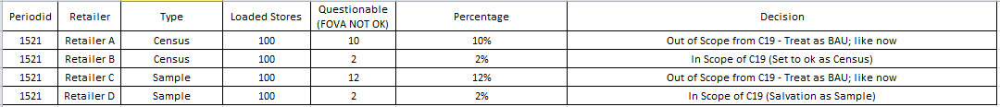 Periodid Retailer Type Loaded Stores Questionable (FOVA NOT OK) Percentage Decision
1521 Retailer A Census 100 10 10% Out of Scope from C19 - Treat as BAU; like now
1521 Retailer B Census 100 2 2% In Scope of C19 (Set to ok as Census)
1521 Retailer C Sample 100 12 12% Out of Scope from C19 - Treat as BAU; like now
1521 Retailer D Sample 100 2 2% In Scope of C19 (Salvation as Sample)